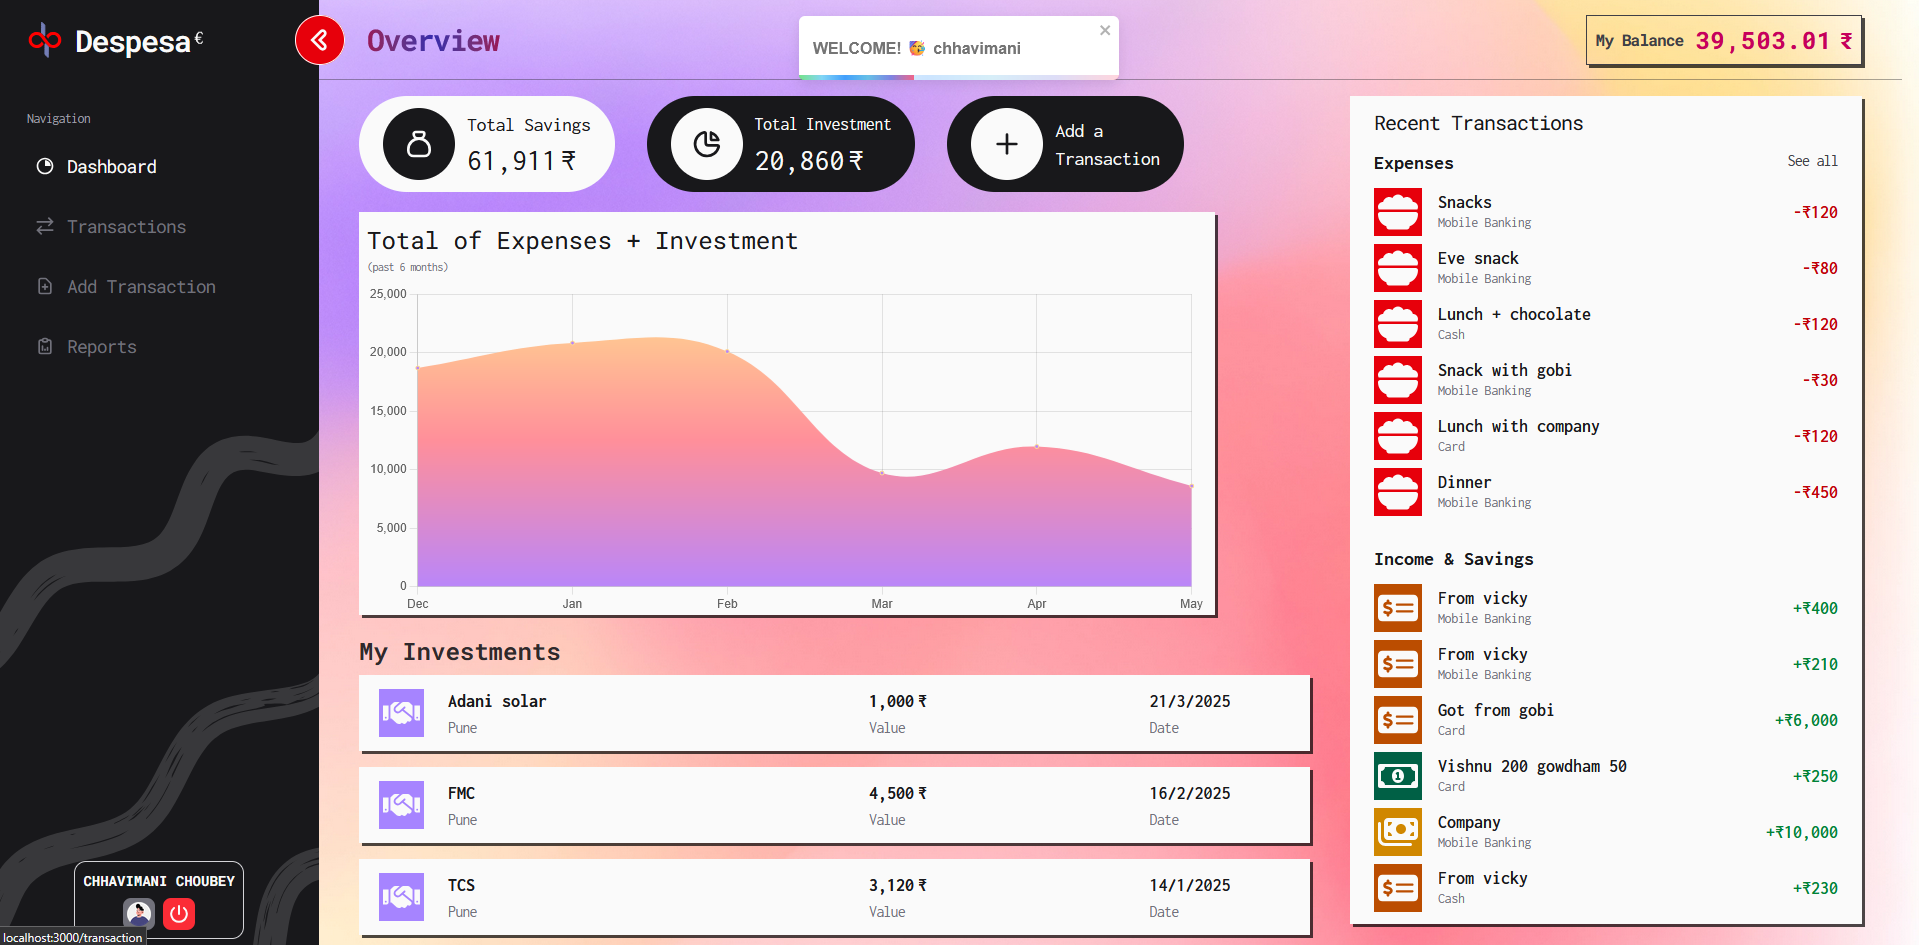 Despesa €
Navigation
Dashboard
Transactions
Add Transaction
Reports
CHHAVIMANI CHOUBEY
localhost:3000/transaction
Overview
WELCOME! 🥳 chhavimani
×
My Balance 39,503.01 ₹
Total Savings
61,911 ₹
Total Investment
20,860 ₹
Add a
Transaction
Total of Expenses + Investment
(past 6 months)
25,000
20,000
15,000
10,000
5,000
0
Dec Jan Feb Mar Apr May
My Investments
Adani solar 1,000 ₹ 21/3/2025
Pune Value Date
FMC 4,500 ₹ 16/2/2025
Pune Value Date
TCS 3,120 ₹ 14/1/2025
Pune Value Date
Recent Transactions
Expenses See all
Snacks
Mobile Banking
-₹120
Eve snack
Mobile Banking
-₹80
Lunch + chocolate
Cash
-₹120
Snack with gobi
Mobile Banking
-₹30
Lunch with company
Card
-₹120
Dinner
Mobile Banking
-₹450
Income & Savings
From vicky
Mobile Banking
+₹400
From vicky
Mobile Banking
+₹210
Got from gobi
Card
+₹6,000
Vishnu 200 gowdham 50
Card
+₹250
Company
Mobile Banking
+₹10,000
From vicky
Cash
+₹230